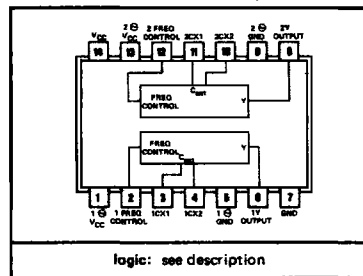 VCC
2 ⊖ VCC
2 FREQ CONTROL
2CX1
2CX2
2 ⊖ GND
2Y OUTPUT
14 13 12 11 10 9 8
Cext
FREQ CONTROL
Y
FREQ CONTROL
Cext
Y
1 2 3 4 5 6 7
1 ⊖ VCC
1 FREQ CONTROL
1CX1
1CX2
1 ⊖ GND
1Y OUTPUT
GND
logic: see description